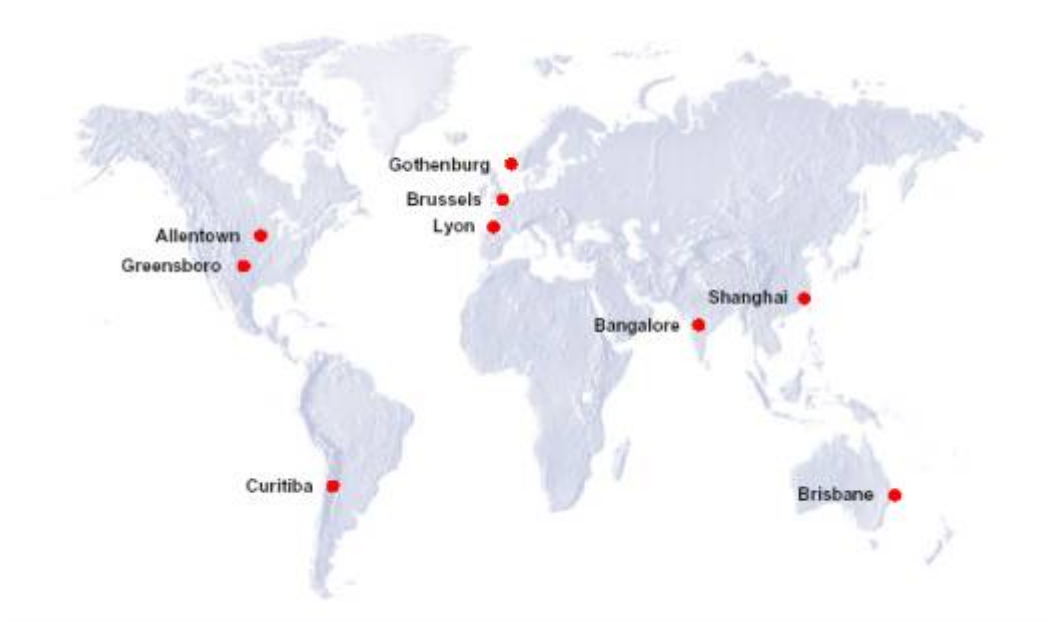 Gothenburg
Brussels
Lyon
Allentown
Greensboro
Shanghai
Bangalore
Curitiba
Brisbane